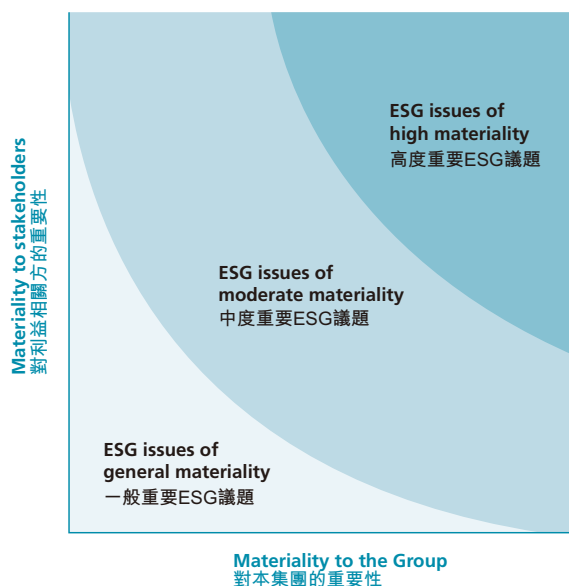 ESG issues of
high materiality
高度重要ESG議題
Materiality to stakeholders
對利益相關方的重要性
ESG issues of
moderate materiality
中度重要ESG議題
ESG issues of
general materiality
一般重要ESG議題
Materiality to the Group
對本集團的重要性